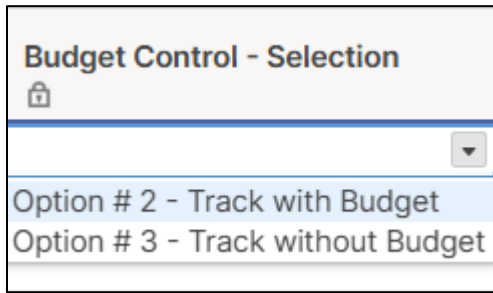 Budget Control - Selection
Option # 2 - Track with Budget
Option # 3 - Track without Budget